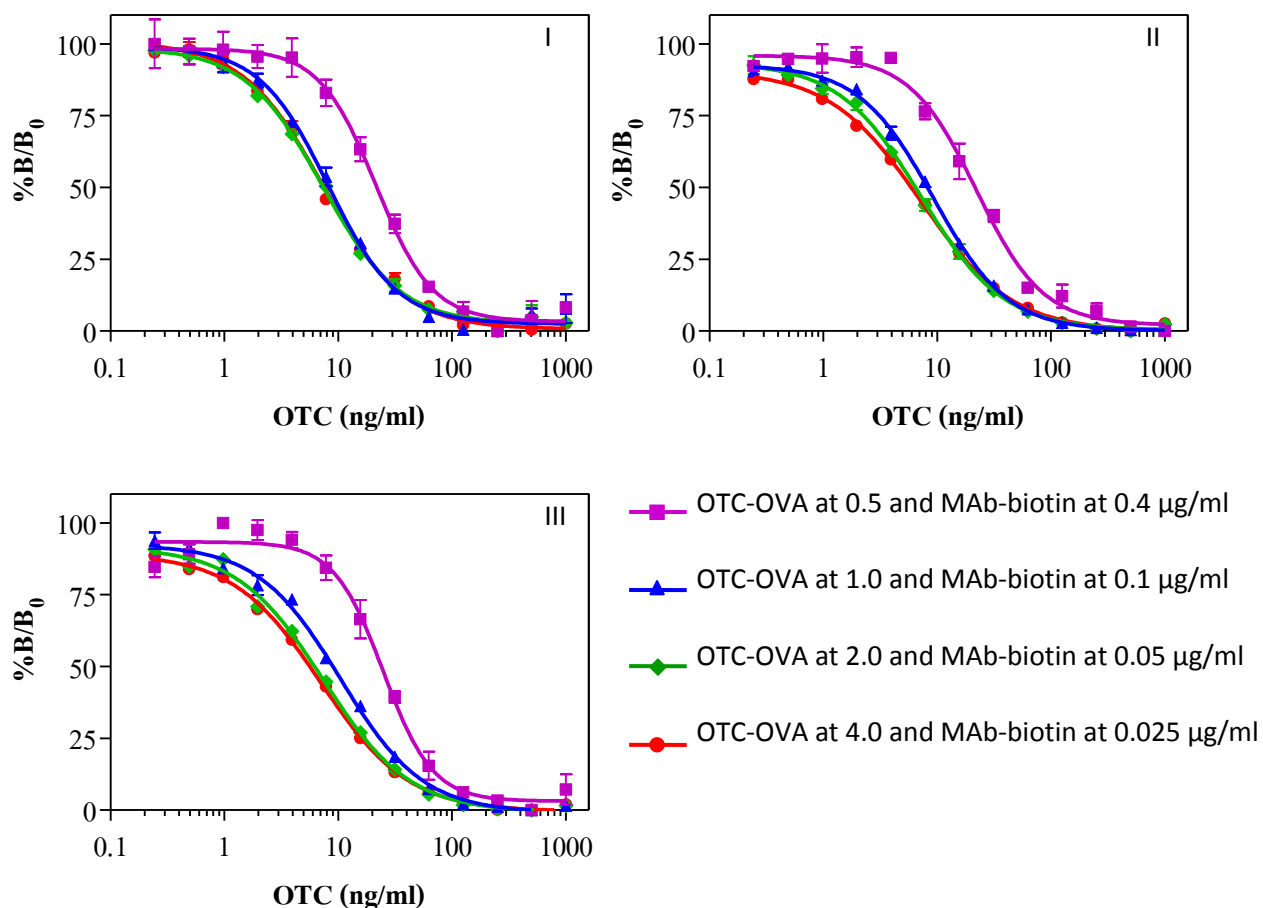 I
100
75
50
25
0
%B/B0
0.1 1 10 100 1000
OTC (ng/ml)
II
100
75
50
25
0
%B/B0
0.1 1 10 100 1000
OTC (ng/ml)
III
100
75
50
25
0
%B/B0
0.1 1 10 100 1000
OTC (ng/ml)
OTC-OVA at 0.5 and MAb-biotin at 0.4 µg/ml
OTC-OVA at 1.0 and MAb-biotin at 0.1 µg/ml
OTC-OVA at 2.0 and MAb-biotin at 0.05 µg/ml
OTC-OVA at 4.0 and MAb-biotin at 0.025 µg/ml